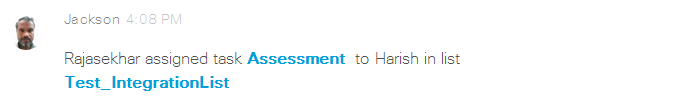 Jackson 4:08 PM
Rajasekhar assigned task Assessment to Harish in list
Test_IntegrationList